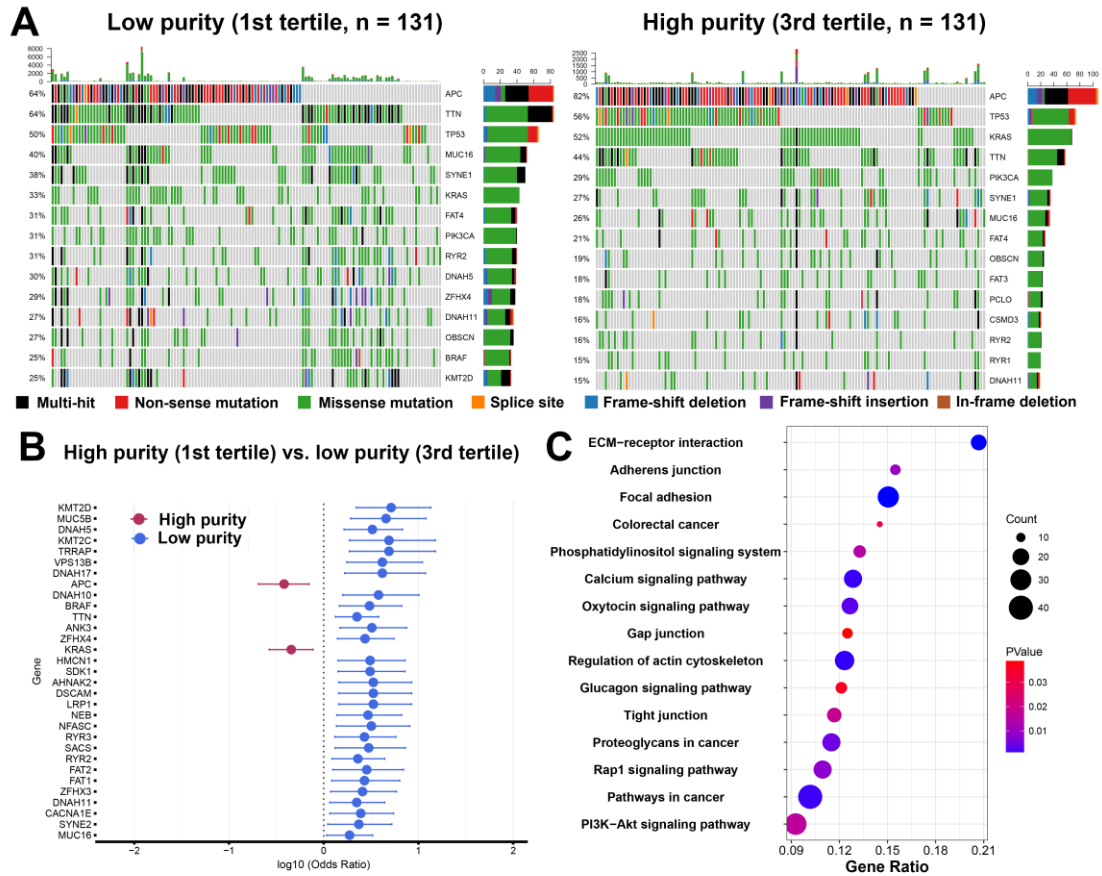 A
Low purity (1st tertile, n = 131)
High purity (3rd tertile, n = 131)
8000
6000
4000
2000
0
0 20 40 60 80
64% APC
64% TTN
50% TP53
40% MUC16
38% SYNE1
33% KRAS
31% FAT4
31% PIK3CA
31% RYR2
30% DNAH5
29% ZFHX4
27% DNAH11
27% OBSCN
25% BRAF
25% KMT2D
2500
2000
1500
1000
500
0
0 20 40 60 80 100
82% APC
56% TP53
52% KRAS
44% TTN
29% PIK3CA
27% SYNE1
26% MUC16
21% FAT4
19% OBSCN
18% FAT3
18% PCLO
16% CSMD3
16% RYR2
15% RYR1
15% DNAH11
Multi-hit Non-sense mutation Missense mutation Splice site Frame-shift deletion Frame-shift insertion In-frame deletion
B
High purity (1st tertile) vs. low purity (3rd tertile)
High purity
Low purity
Gene
KMT2D
MUC5B
DNAH5
KMT2C
TRRAP
VPS13B
DNAH17
APC
DNAH10
BRAF
TTN
ANK3
ZFHX4
KRAS
HMCN1
SDK1
AHNAK2
DSCAM
LRP1
NEB
NFASC
RYR3
SACS
RYR2
FAT2
FAT1
ZFHX3
DNAH11
CACNA1E
SYNE2
MUC16
−2 −1 0 1 2
log10 (Odds Ratio)
C
ECM−receptor interaction
Adherens junction
Focal adhesion
Colorectal cancer
Phosphatidylinositol signaling system
Calcium signaling pathway
Oxytocin signaling pathway
Gap junction
Regulation of actin cytoskeleton
Glucagon signaling pathway
Tight junction
Proteoglycans in cancer
Rap1 signaling pathway
Pathways in cancer
PI3K−Akt signaling pathway
0.09 0.12 0.15 0.18 0.21
Gene Ratio
Count
10
20
30
40
PValue
0.03
0.02
0.01